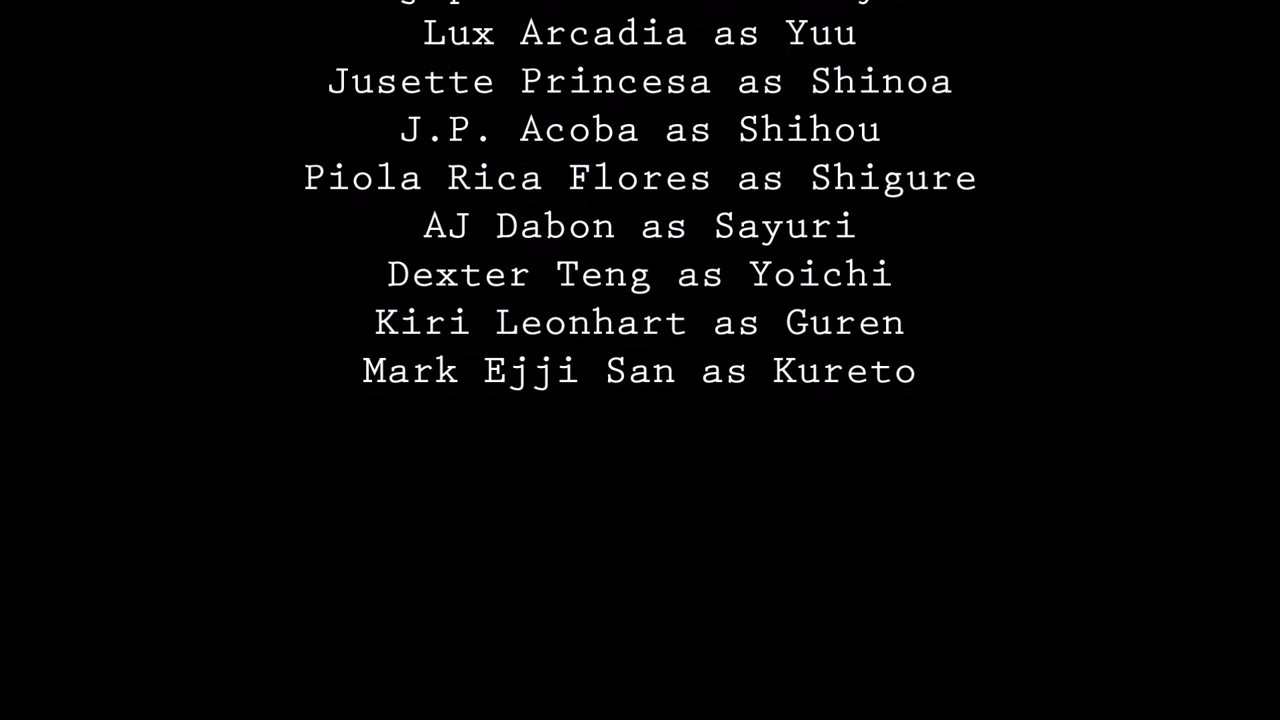 Lux Arcadia as Yuu
Jusette Princesa as Shinoa
J.P. Acoba as Shihou
Piola Rica Flores as Shigure
AJ Dabon as Sayuri
Dexter Teng as Yoichi
Kiri Leonhart as Guren
Mark Ejji San as Kureto